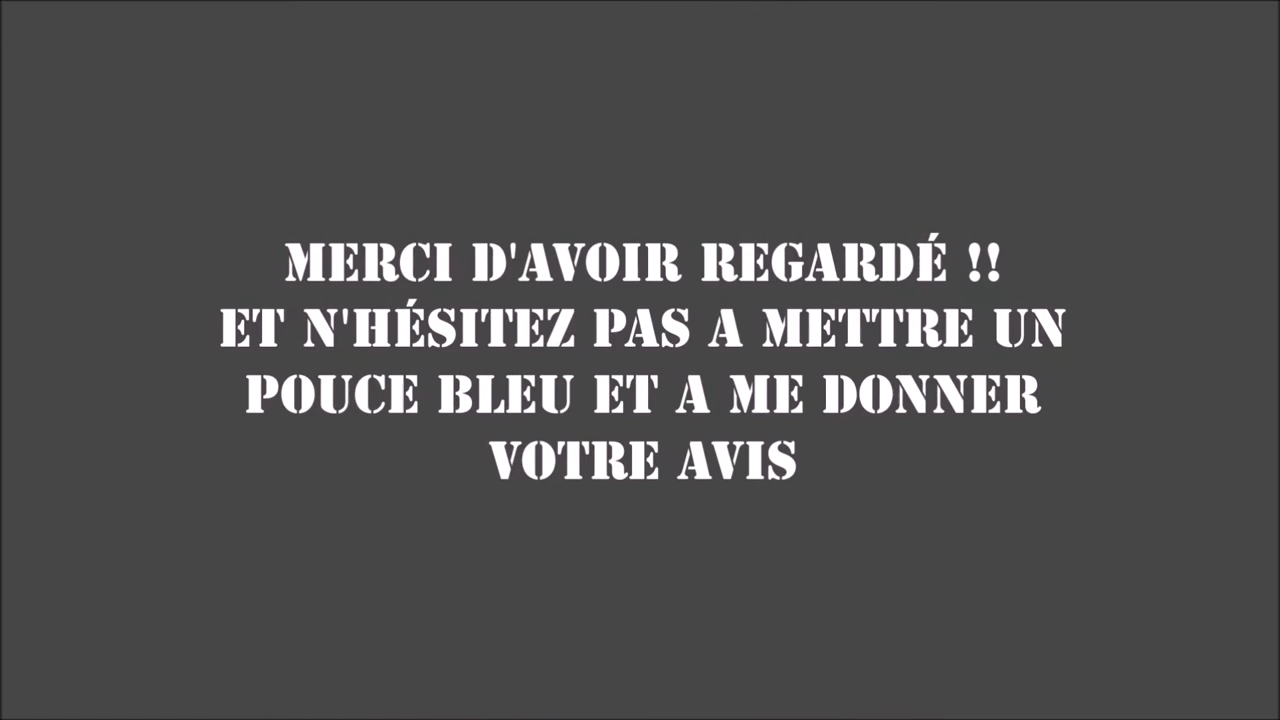 MERCI D'AVOIR REGARDÉ !!
ET N'HÉSITEZ PAS A METTRE UN
POUCE BLEU ET A ME DONNER
VOTRE AVIS